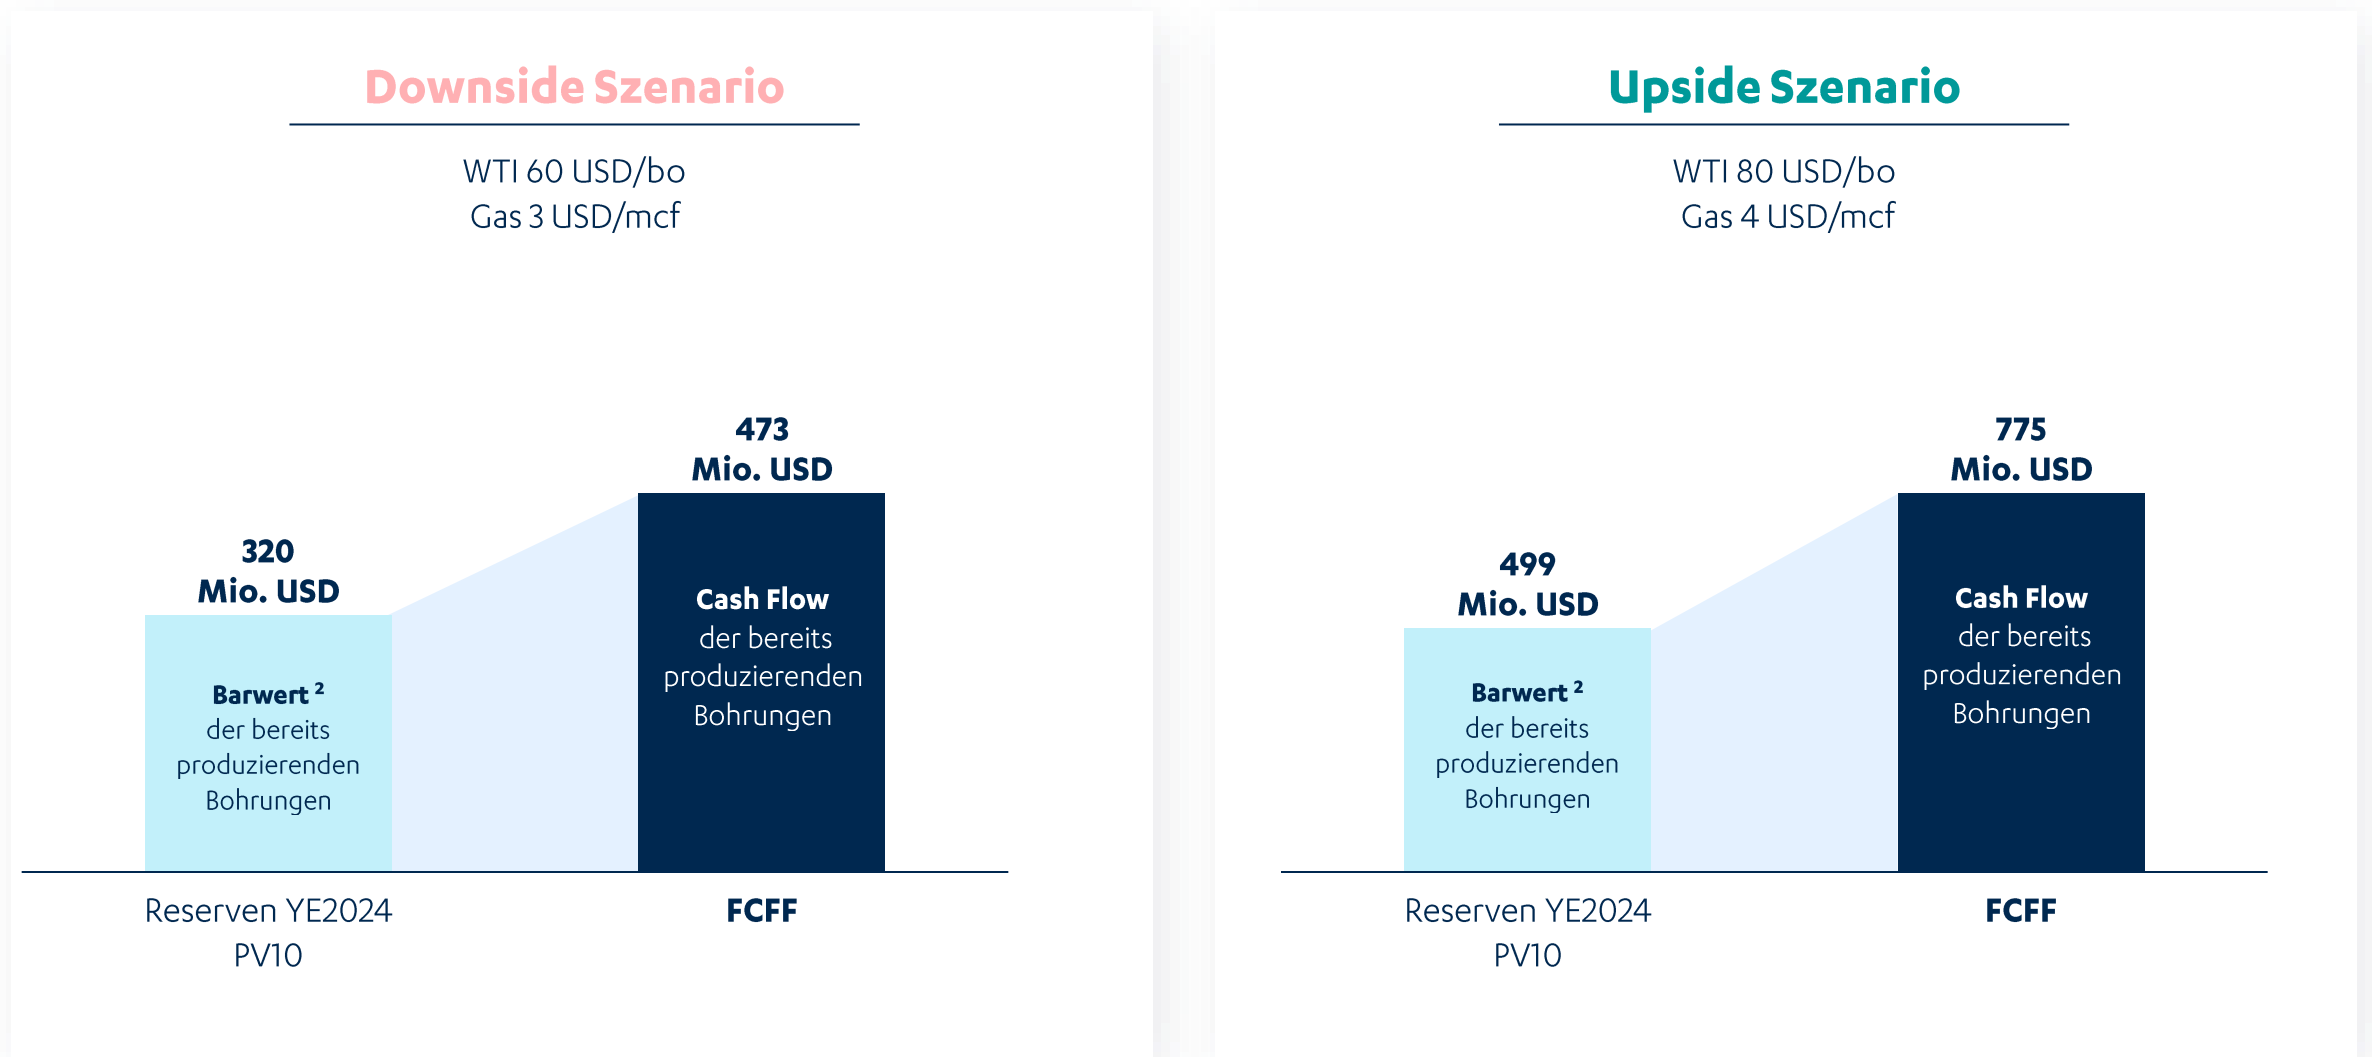 Downside Szenario
WTI 60 USD/bo
Gas 3 USD/mcf
473
Mio. USD
320
Mio. USD
Cash Flow
der bereits
produzierenden
Bohrungen
Barwert ²
der bereits
produzierenden
Bohrungen
Reserven YE2024
PV10
FCFF
Upside Szenario
WTI 80 USD/bo
Gas 4 USD/mcf
775
Mio. USD
499
Mio. USD
Cash Flow
der bereits
produzierenden
Bohrungen
Barwert ²
der bereits
produzierenden
Bohrungen
Reserven YE2024
PV10
FCFF